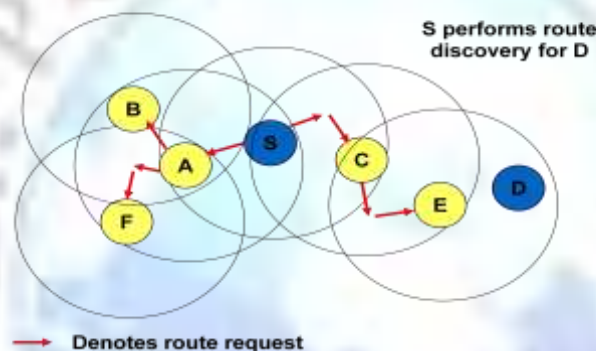 S performs route
discovery for D
B
S
A
C
D
E
F
Denotes route request